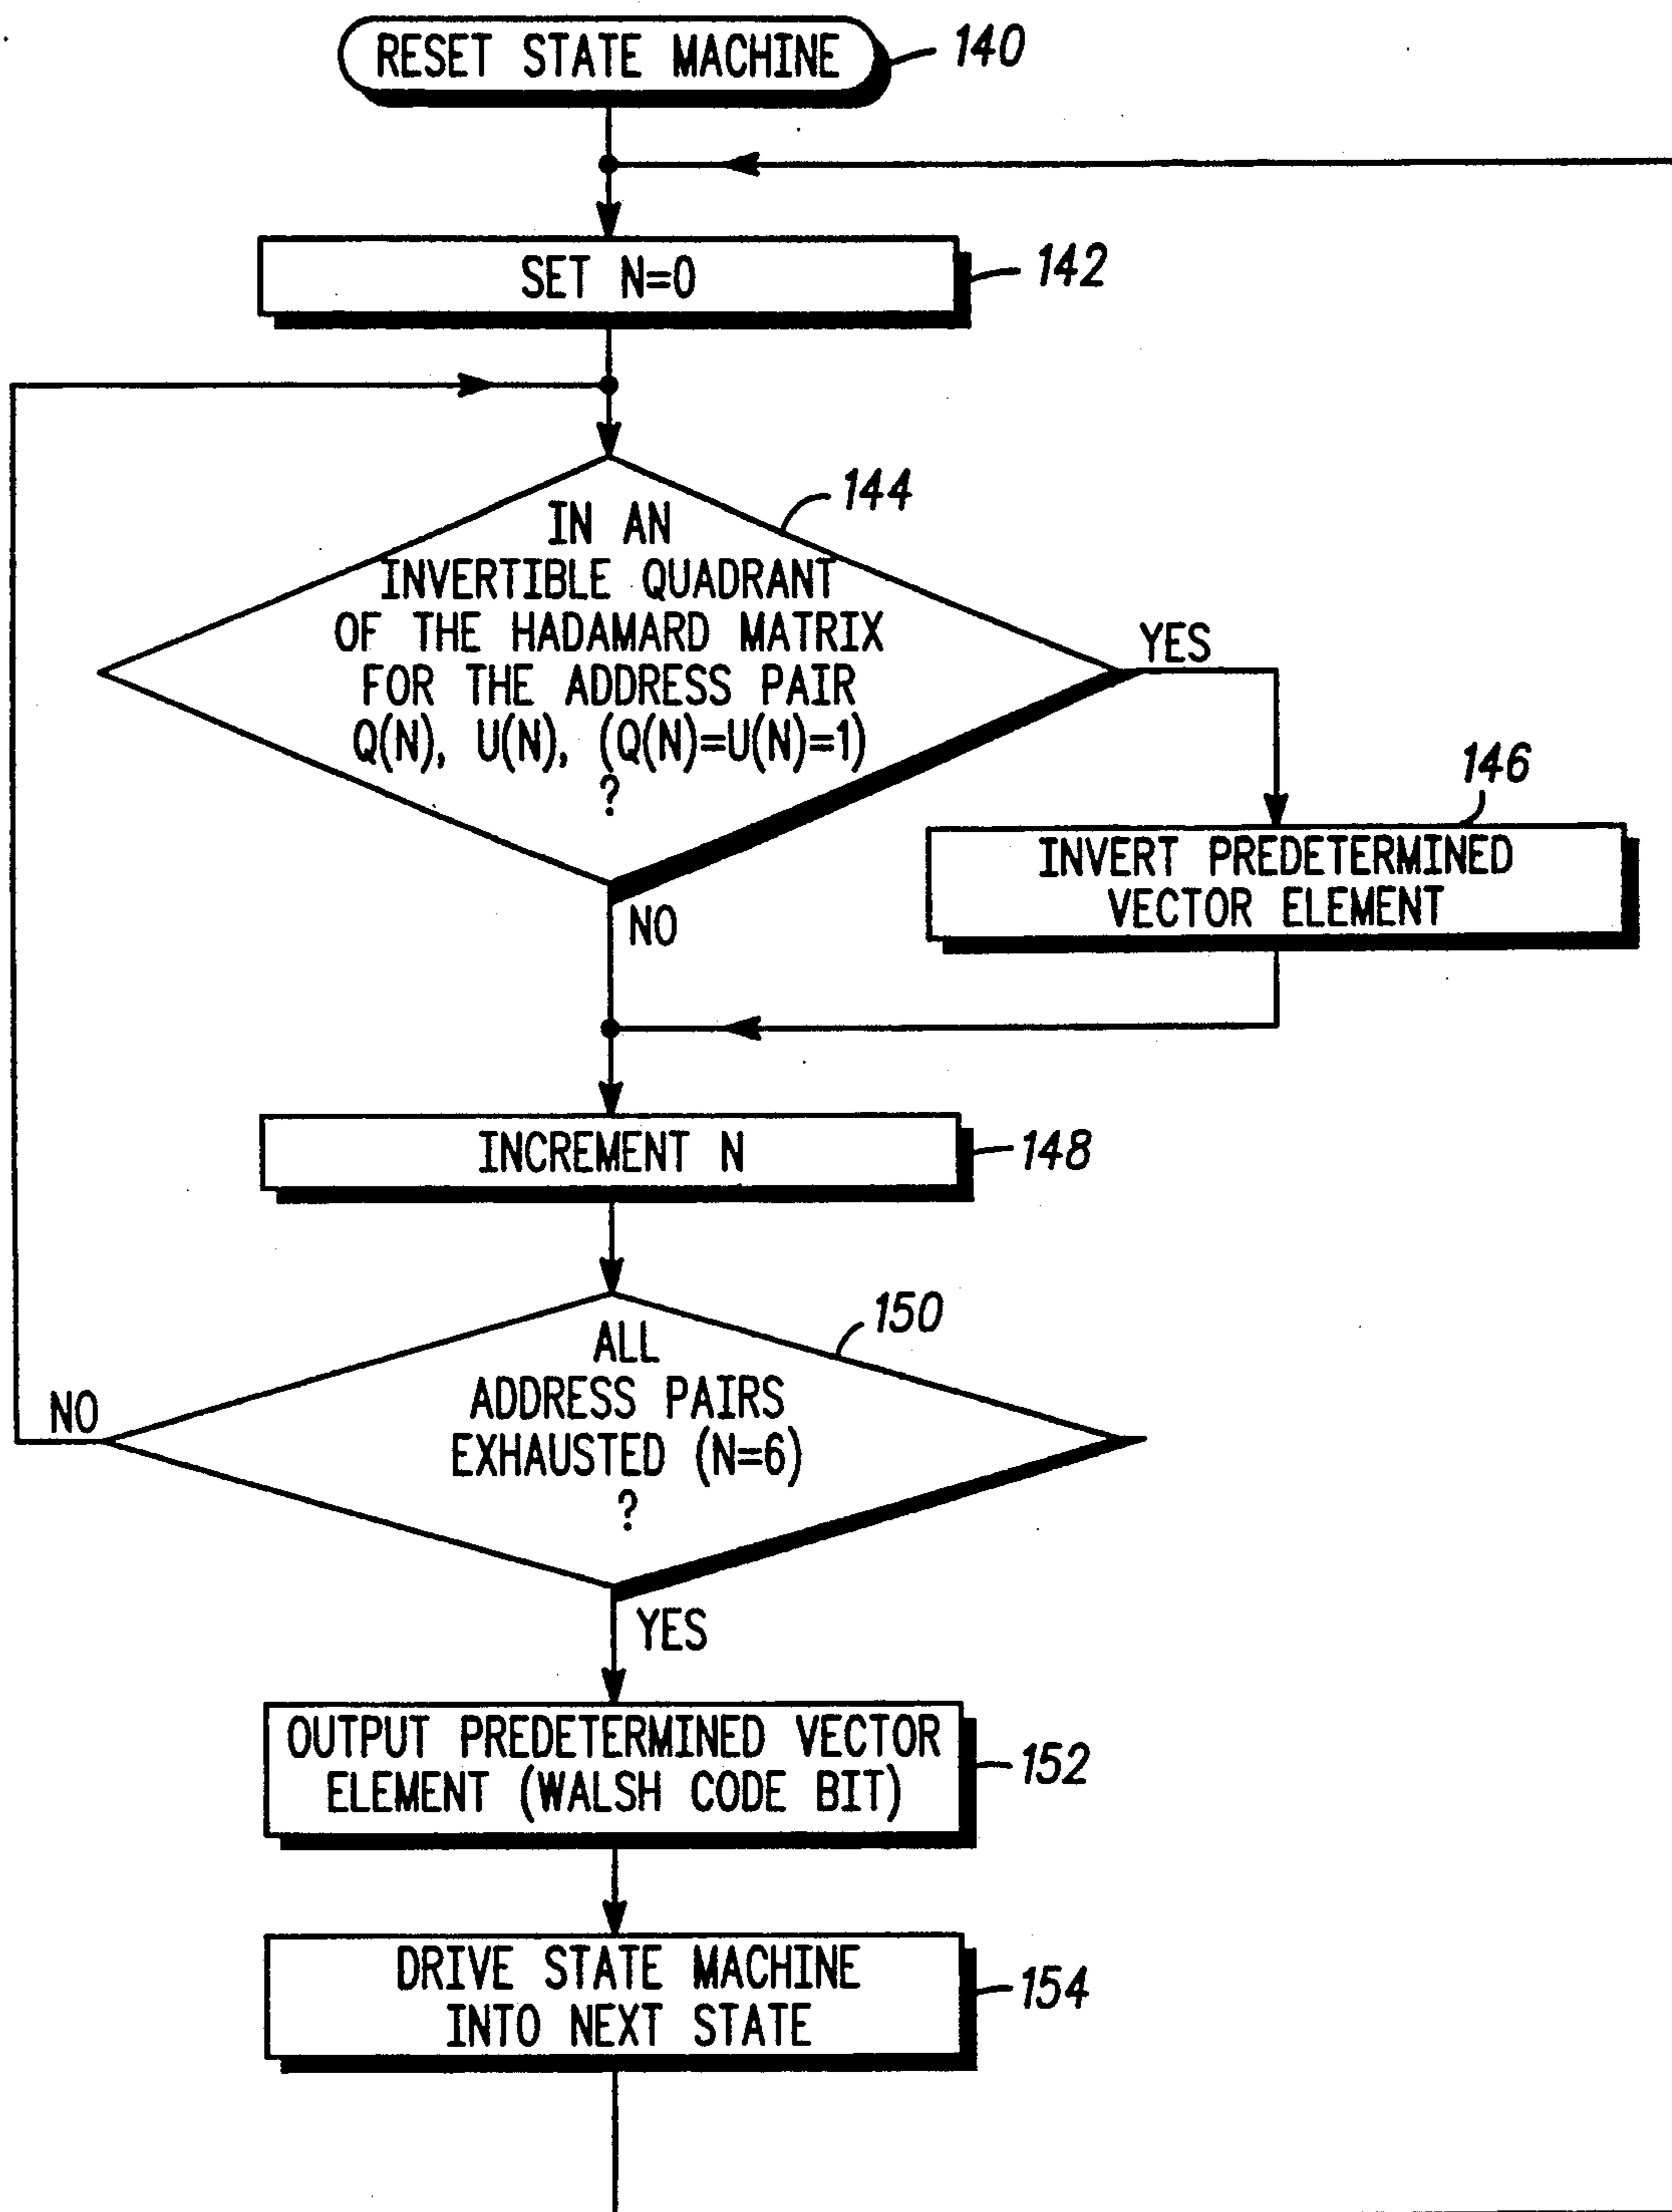 RESET STATE MACHINE
140
SET N=0
142
144
IN AN
INVERTIBLE QUADRANT
OF THE HADAMARD MATRIX
FOR THE ADDRESS PAIR
Q(N), U(N), (Q(N)=U(N)=1)
?
YES
146
INVERT PREDETERMINED
VECTOR ELEMENT
NO
INCREMENT N
148
150
ALL
ADDRESS PAIRS
EXHAUSTED (N=6)
?
NO
YES
OUTPUT PREDETERMINED VECTOR
ELEMENT (WALSH CODE BIT)
152
DRIVE STATE MACHINE
INTO NEXT STATE
154